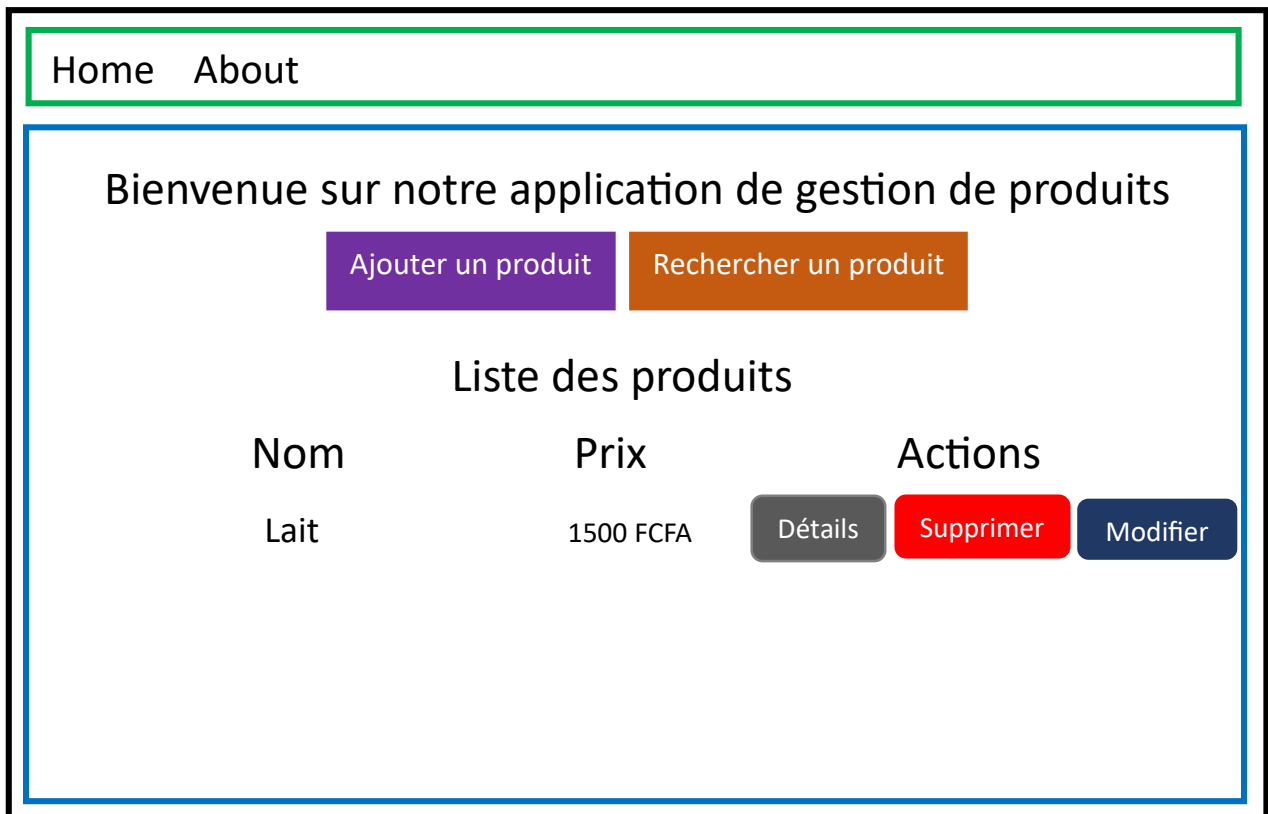 Home About
Bienvenue sur notre application de gestion de produits
Ajouter un produit Rechercher un produit
Liste des produits
Nom Prix Actions
Lait 1500 FCFA Détails Supprimer Modifier